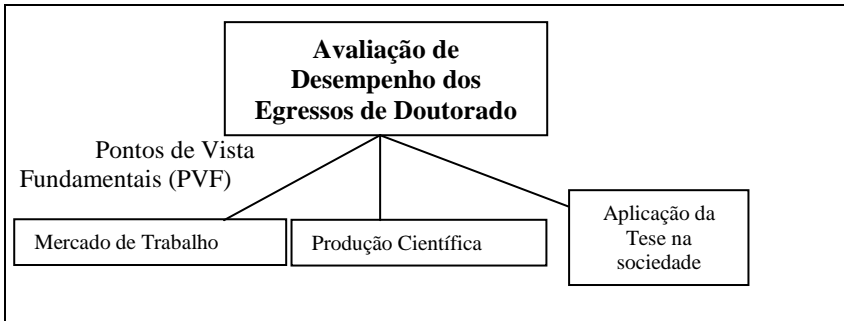 Avaliação de
Desempenho dos
Egressos de Doutorado
Pontos de Vista
Fundamentais (PVF)
Mercado de Trabalho
Produção Científica
Aplicação da
Tese na
sociedade